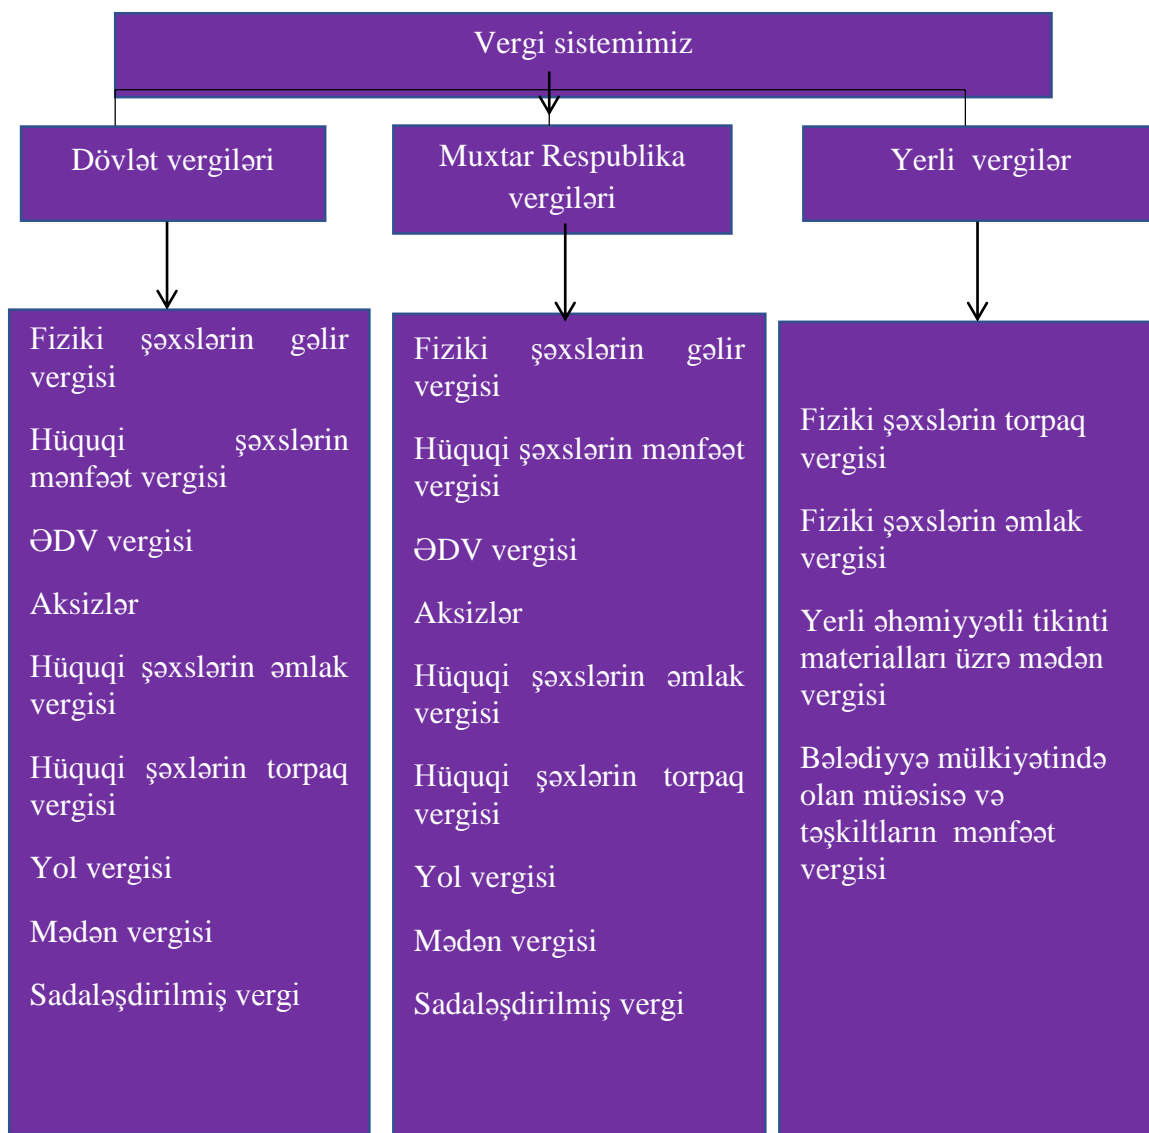 Vergi sistemimiz
Dövlət vergiləri
Muxtar Respublika
vergiləri
Yerli vergilər
Fiziki şəxslərin gəlir
vergisi
Hüquqi şəxslərin
mənfəət vergisi
ƏDV vergisi
Aksizlər
Hüquqi şəxslərin əmlak
vergisi
Hüquqi şəxlərin torpaq
vergisi
Yol vergisi
Mədən vergisi
Sadaləşdirilmiş vergi
Fiziki şəxslərin gəlir
vergisi
Hüquqi şəxslərin mənfəət
vergisi
ƏDV vergisi
Aksizlər
Hüquqi şəxslərin əmlak
vergisi
Hüquqi şəxlərin torpaq
vergisi
Yol vergisi
Mədən vergisi
Sadaləşdirilmiş vergi
Fiziki şəxslərin torpaq
vergisi
Fiziki şəxslərin əmlak
vergisi
Yerli əhəmiyyətli tikinti
materialları üzrə mədən
vergisi
Bələdiyyə mülkiyətində
olan müəsisə və
təşkiltların mənfəət
vergisi